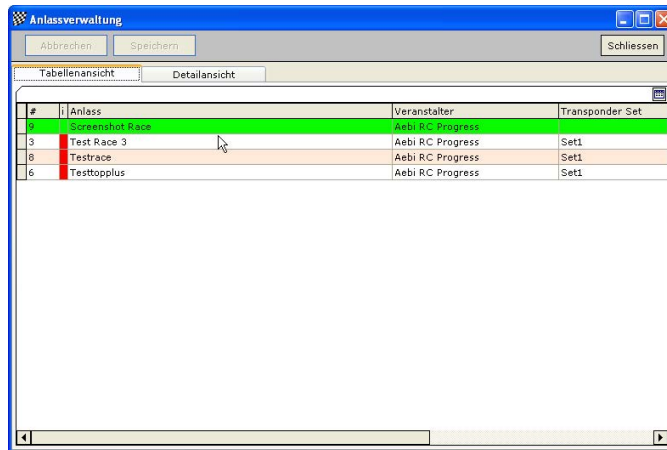 Anlassverwaltung
Abbrechen Speichern Schliessen
Tabellenansicht Detailansicht
# i Anlass Veranstalter Transponder Set
9 Screenshot Race Aebi RC Progress
3 Test Race 3 Aebi RC Progress Set1
8 Testrace Aebi RC Progress Set1
6 Testtopplus Aebi RC Progress Set1